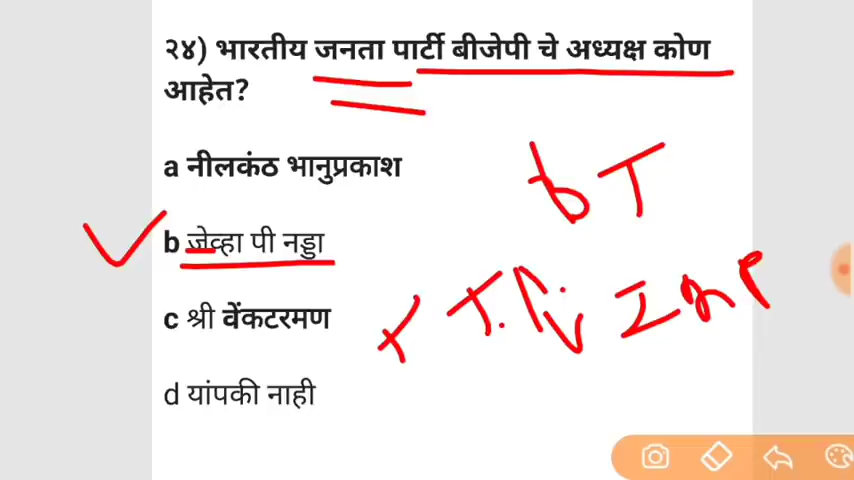 २४) भारतीय जनता पार्टी बीजेपी चे अध्यक्ष कोण
आहेत?
a नीलकंठ भानुप्रकाश
b जेव्हा पी नड्डा
c श्री वेंकटरमण
d यांपकी नाही